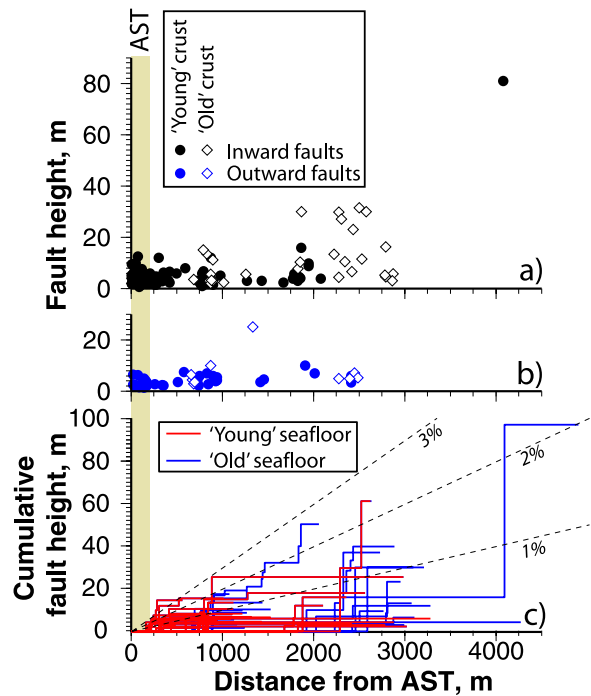 AST
'Young' crust
'Old' crust
Inward faults
Outward faults
Fault height, m
80
60
40
20
0
a)
20
0
b)
Cumulative
fault height, m
100
80
60
40
20
0
'Young' seafloor
'Old' seafloor
3%
2%
1%
c)
0 1000 2000 3000 4000
Distance from AST, m